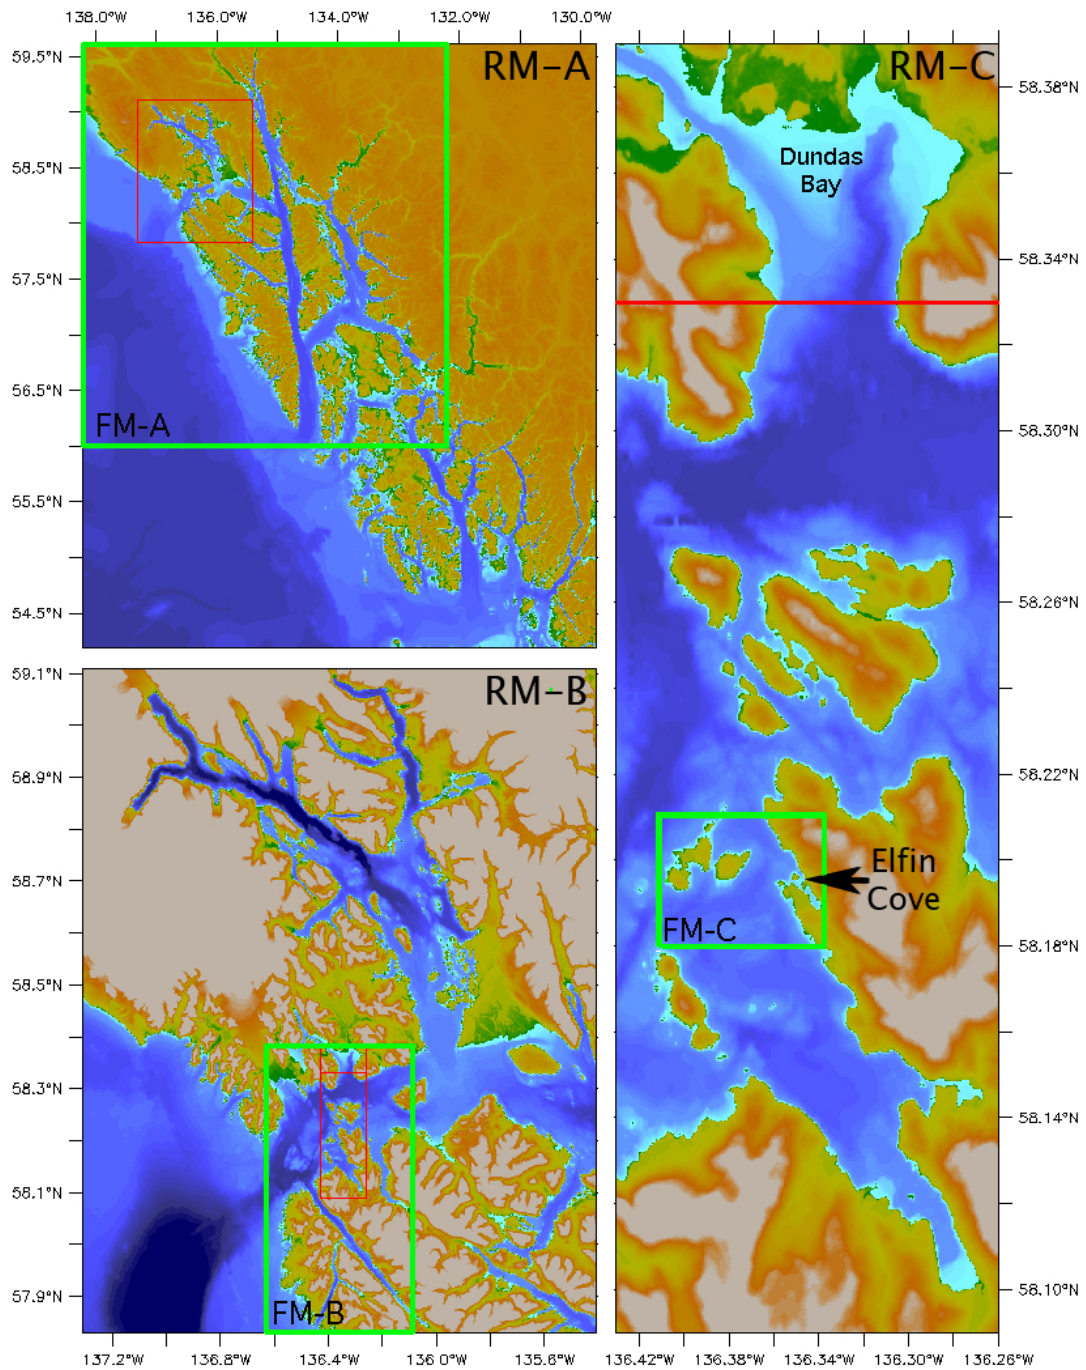 138.0°W 136.0°W 134.0°W 132.0°W 130.0°W
59.5°N
58.5°N
57.5°N
56.5°N
55.5°N
54.5°N
RM-A
FM-A
59.1°N
58.9°N
58.7°N
58.5°N
58.3°N
58.1°N
57.9°N
RM-B
FM-B
137.2°W 136.8°W 136.4°W 136.0°W 135.6°W
RM-C
Dundas
Bay
Elfin
Cove
FM-C
58.38°N
58.34°N
58.30°N
58.26°N
58.22°N
58.18°N
58.14°N
58.10°N
136.42°W 136.38°W 136.34°W 136.30°W 136.26°W